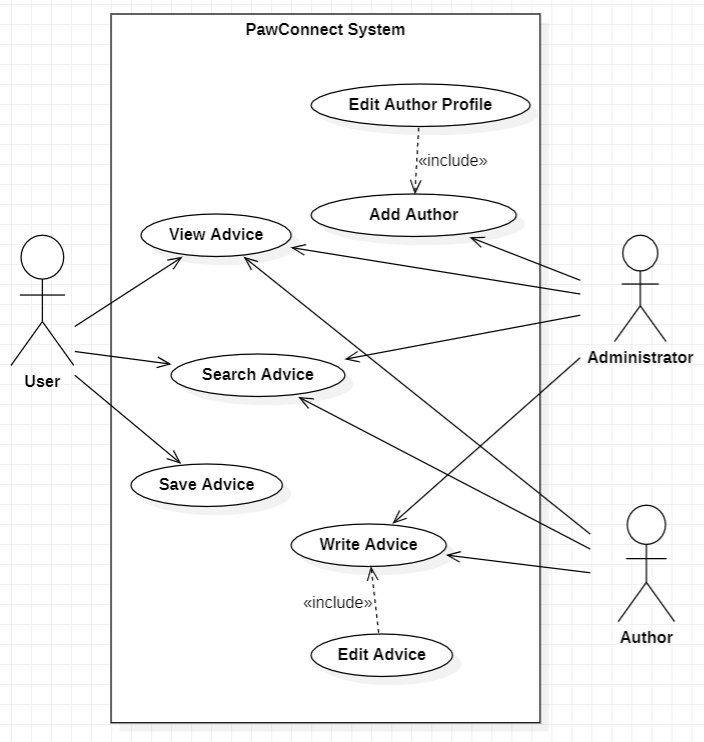 PawConnect System
Edit Author Profile
«include»
Add Author
View Advice
User
Administrator
Search Advice
Save Advice
Write Advice
«include»
Author
Edit Advice